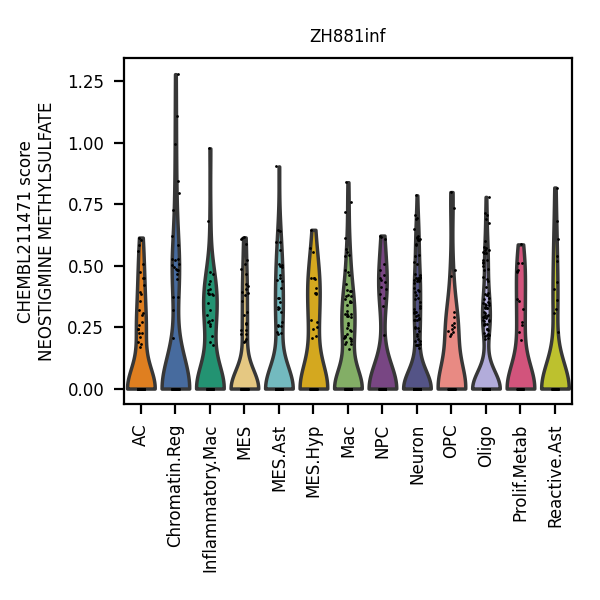 ZH881inf
CHEMBL211471 score
NEOSTIGMINE METHYLSULFATE
1.25
1.00
0.75
0.50
0.25
0.00
AC
Chromatin.Reg
Inflammatory.Mac
MES
MES.Ast
MES.Hyp
Mac
NPC
Neuron
OPC
Oligo
Prolif.Metab
Reactive.Ast